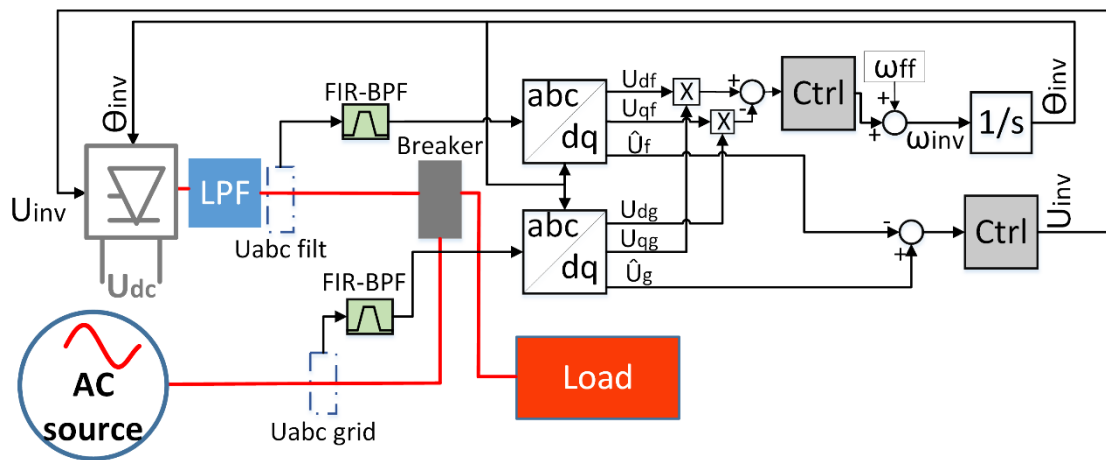 FIR-BPF
abc
dq
Udf
Uqf
Ûf
X
X
+
-
Ctrl
ωff
+
+
ωinv
1/s
Θinv
Θinv
Breaker
LPF
Uinv
Uabc filt
Udc
FIR-BPF
abc
dq
Udg
Uqg
Ûg
-
+
Ctrl
Uinv
AC
source
Uabc grid
Load